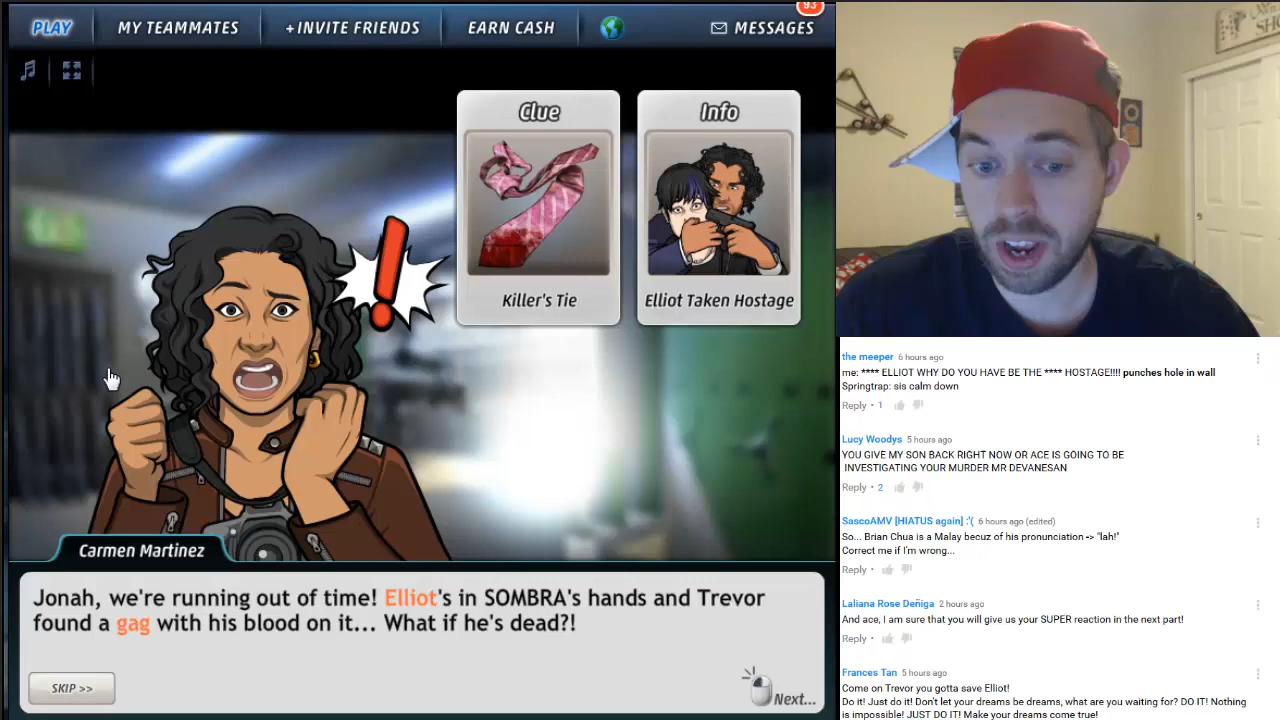 PLAY
MY TEAMMATES
+INVITE FRIENDS
EARN CASH
MESSAGES
93
Clue
Killer's Tie
Info
Elliot Taken Hostage
Carmen Martinez
Jonah, we're running out of time! Elliot's in SOMBRA's hands and Trevor
found a gag with his blood on it... What if he's dead?!
SKIP >>
Next...
the meeper 6 hours ago
me: **** ELLIOT WHY DO YOU HAVE BE THE **** HOSTAGE!!!! punches hole in wall
Springtrap: sis calm down
Reply • 1
Lucy Woodys 5 hours ago
YOU GIVE MY SON BACK RIGHT NOW OR ACE IS GOING TO BE
INVESTIGATING YOUR MURDER MR DEVANESAN
Reply • 2
SascoAMV [HIATUS again] :'( 6 hours ago (edited)
So... Brian Chua is a Malay becuz of his pronunciation -> "lah!"
Correct me if I'm wrong...
Reply •
Laliana Rose Deñiga 2 hours ago
And ace, I am sure that you will give us your SUPER reaction in the next part!
Reply •
Frances Tan 5 hours ago
Come on Trevor you gotta save Elliot!
Do it! Just do it! Don't let your dreams be dreams, what are you waiting for? DO IT! Nothing
is impossible! JUST DO IT! Make your dreams come true!